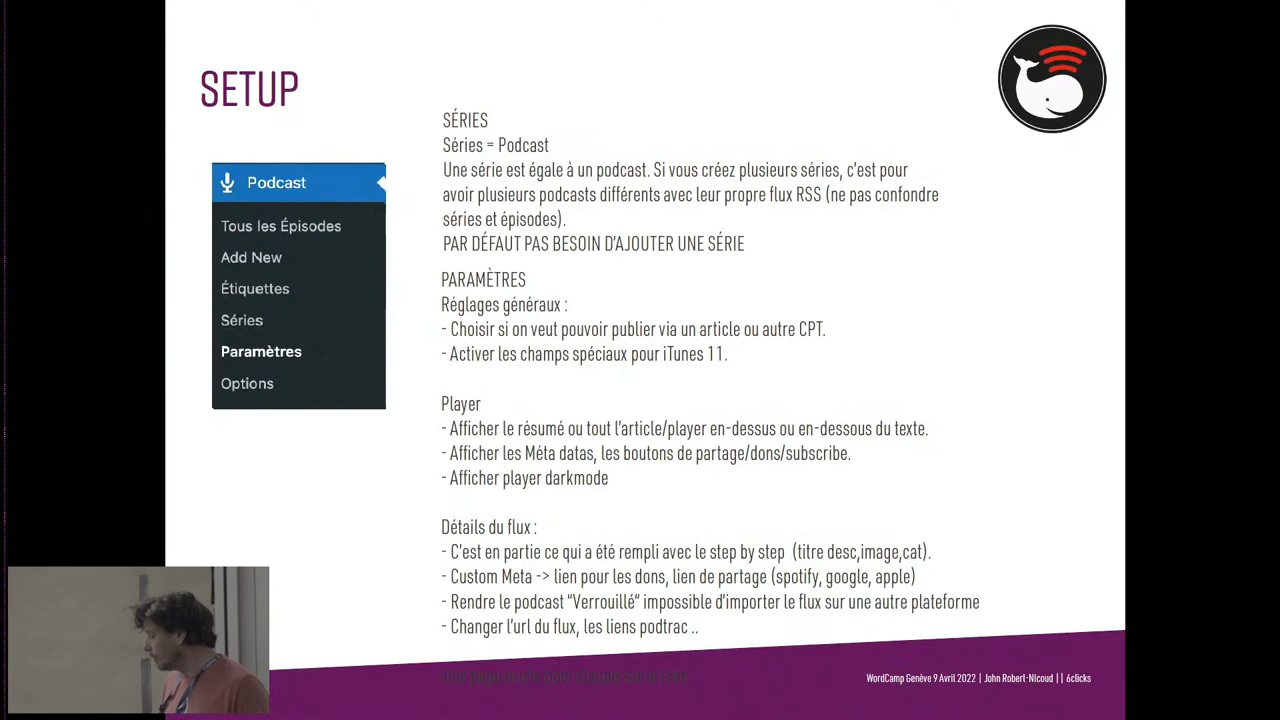 SETUP
SÉRIES
Séries = Podcast
Une série est égale à un podcast. Si vous créez plusieurs séries, c'est pour
avoir plusieurs podcasts différents avec leur propre flux RSS (ne pas confondre
séries et épisodes).
PAR DÉFAUT PAS BESOIN D'AJOUTER UNE SÉRIE
Podcast
Tous les Épisodes
Add New
Étiquettes
Séries
Paramètres
Options
PARAMÈTRES
Réglages généraux :
- Choisir si on veut pouvoir publier via un article ou autre CPT.
- Activer les champs spéciaux pour iTunes 11.
Player
- Afficher le résumé ou tout l'article/player en-dessus ou en-dessous du texte.
- Afficher les Méta datas, les boutons de partage/dons/subscribe.
- Afficher player darkmode
Détails du flux :
- C'est en partie ce qui a été rempli avec le step by step (titre desc,image,cat).
- Custom Meta -> lien pour les dons, lien de partage (spotify, google, apple)
- Rendre le podcast "Verrouillé" impossible d'importer le flux sur une autre plateforme
- Changer l'url du flux, les liens podtrac ..
WordCamp Genève 9 Avril 2022 | John Robert-NIcoud || 6clicks